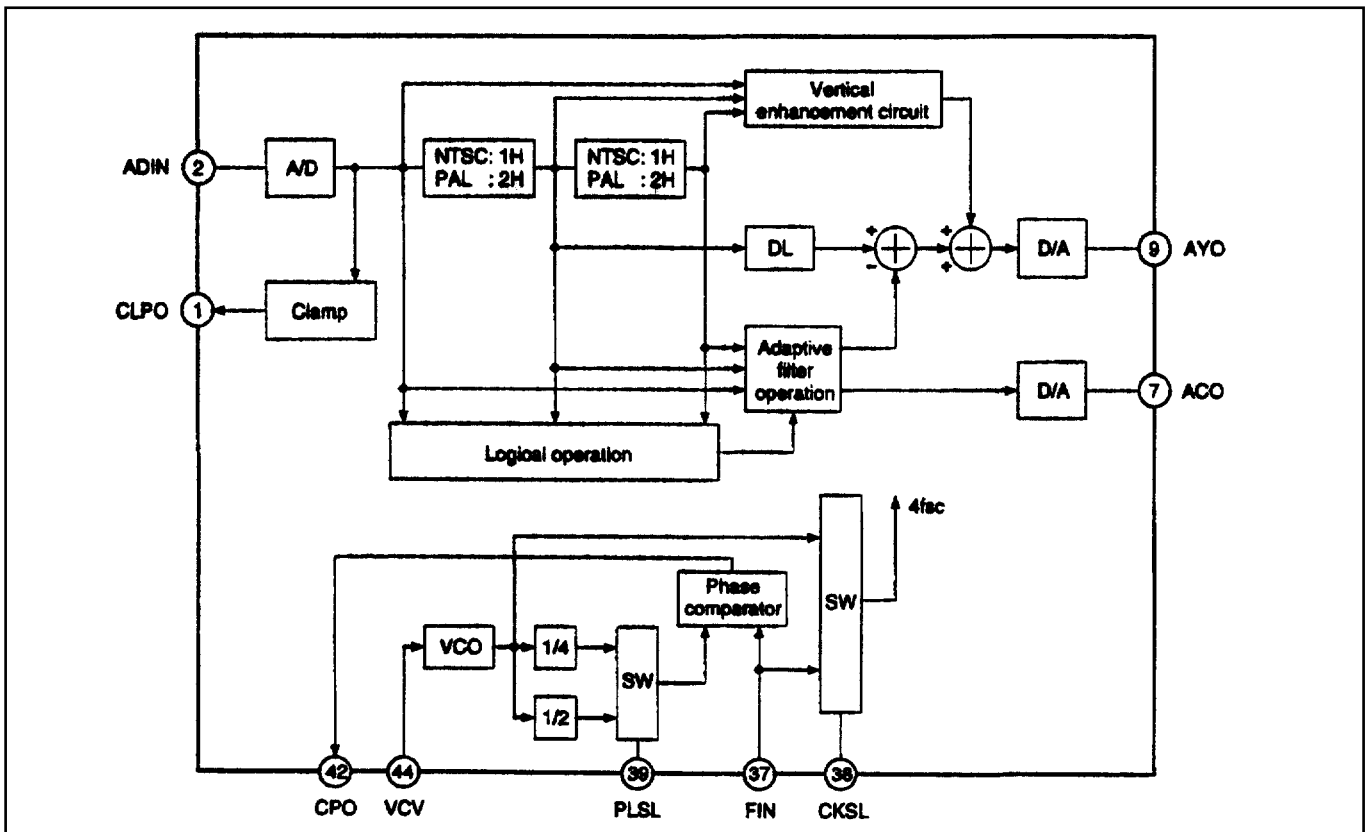 Vertical
enhancement circuit
ADIN
2
A/D
NTSC: 1H
PAL : 2H
NTSC: 1H
PAL : 2H
+
-
+
+
DL
D/A
9
AYO
CLPO
1
Clamp
Adaptive
filter
operation
D/A
7
ACO
Logical operation
4fsc
Phase
comparator
SW
VCO
1/4
SW
1/2
42
44
39
37
38
CPO
VCV
PLSL
FIN
CKSL